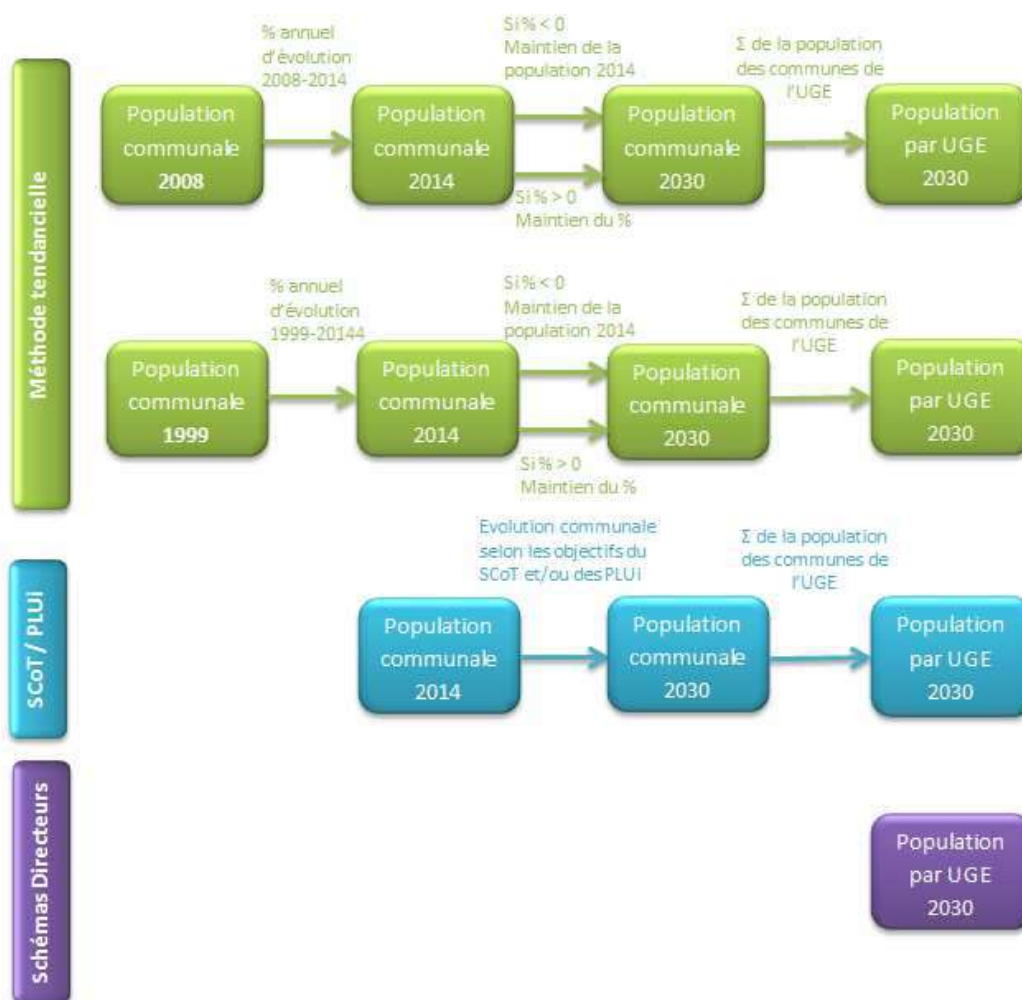 Méthode tendancielle
% annuel
d'évolution
2008-2014
Si % < 0
Maintien de la
population 2014
Σ de la population
des communes de
l'UGE
Population
communale
2008
Population
communale
2014
Population
communale
2030
Population
par UGE
2030
Si % > 0
Maintien du %
% annuel
d'évolution
1999-20144
Si % < 0
Maintien de la
population 2014
Σ de la population
des communes de
l'UGE
Population
communale
1999
Population
communale
2014
Population
communale
2030
Population
par UGE
2030
Si % > 0
Maintien du %
SCoT / PLUi
Evolution communale
selon les objectifs du
SCoT et/ou des PLUI
Σ de la population
des communes de
l'UGE
Population
communale
2014
Population
communale
2030
Population
par UGE
2030
Schémas Directeurs
Population
par UGE
2030